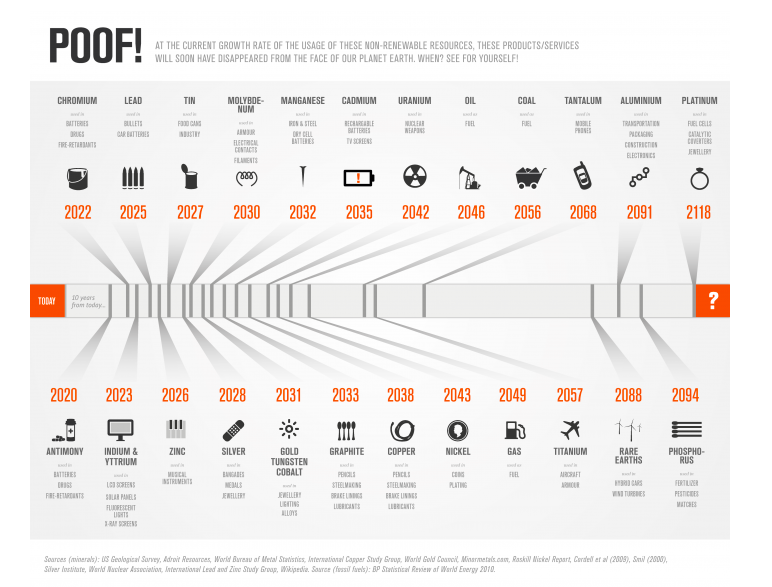 POOF!
AT THE CURRENT GROWTH RATE OF THE USAGE OF THESE NON-RENEWABLE RESOURCES, THESE PRODUCTS/SERVICES
WILL SOON HAVE DISAPPEARED FROM THE FACE OF OUR PLANET EARTH. WHEN? SEE FOR YOURSELF!
CHROMIUM
used in
BATTERIES
DRUGS
FIRE-RETARDANTS
2022
LEAD
used in
BULLETS
CAR BATTERIES
2025
TIN
used in
FOOD CANS
INDUSTRY
2027
MOLYBDE-
NUM
used in
ARMOUR
ELECTRICAL
CONTACTS
FILAMENTS
2030
MANGANESE
used in
IRON & STEEL
DRY CELL
BATTERIES
2032
CADMIUM
used in
RECHARGABLE
BATTERIES
TV SCREENS
!
2035
URANIUM
used in
NUCLEAR
WEAPONS
2042
OIL
used as
FUEL
2046
COAL
used as
FUEL
2056
TANTALUM
used in
MOBILE
PHONES
2068
ALUMINIUM
used in
TRANSPORTATION
PACKAGING
CONSTRUCTION
ELECTRONICS
2091
PLATINUM
used in
FUEL CELLS
CATALYTIC
COVERTERS
JEWELLERY
2118
TODAY
10 years
from today...
?
2020
ANTIMONY
used in
BATTERIES
DRUGS
FIRE-RETARDANTS
2023
INDIUM &
YTTRIUM
used in
LCD SCREENS
SOLAR PANELS
FLUORESCENT
LIGHTS
X-RAY SCREENS
2026
ZINC
used in
MUSICAL
INSTRUMENTS
2028
SILVER
used in
BANDAGES
MEDALS
JEWELLERY
2031
GOLD
TUNGSTEN
COBALT
used in
JEWELLERY
LIGHTING
ALLOYS
2033
GRAPHITE
used in
PENCILS
STEELMAKING
BRAKE LININGS
LUBRICANTS
2038
COPPER
used in
PENCILS
STEELMAKING
BRAKE LININGS
LUBRICANTS
2043
NICKEL
used in
COINS
PLATING
2049
GAS
used as
FUEL
2057
TITANIUM
used in
AIRCRAFT
ARMOUR
2088
RARE
EARTHS
used in
HYBRID CARS
WIND TURBINES
2094
PHOSPHO-
RUS
used in
FERTILIZER
PESTICIDES
MATCHES
Sources (minerals): US Geological Survey, Adroit Resources, World Bureau of Metal Statistics, International Copper Study Group, World Gold Council, Minormetals.com, Roskill Nickel Report, Cordell et al (2009), Smil (2000),
Silver Institute, World Nuclear Association, International Lead and Zinc Study Group, Wikipedia. Source (fossil fuels): BP Statistical Review of World Energy 2010.